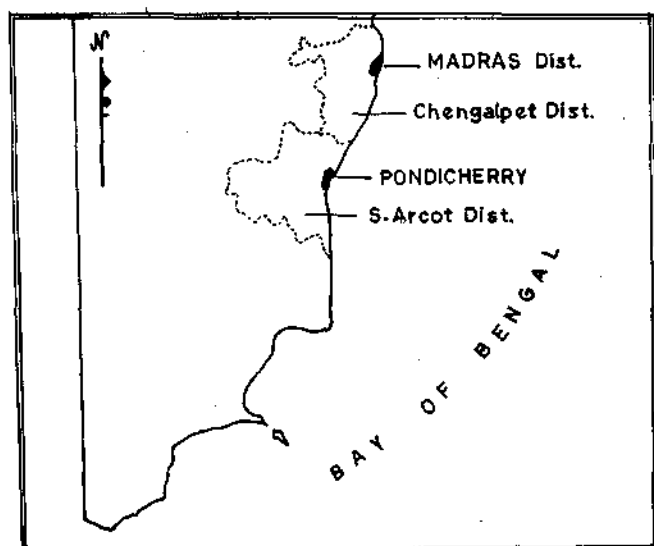 N
MADRAS Dist.
Chengalpet Dist.
PONDICHERRY
S.Arcot Dist.
BAY OF BENGAL